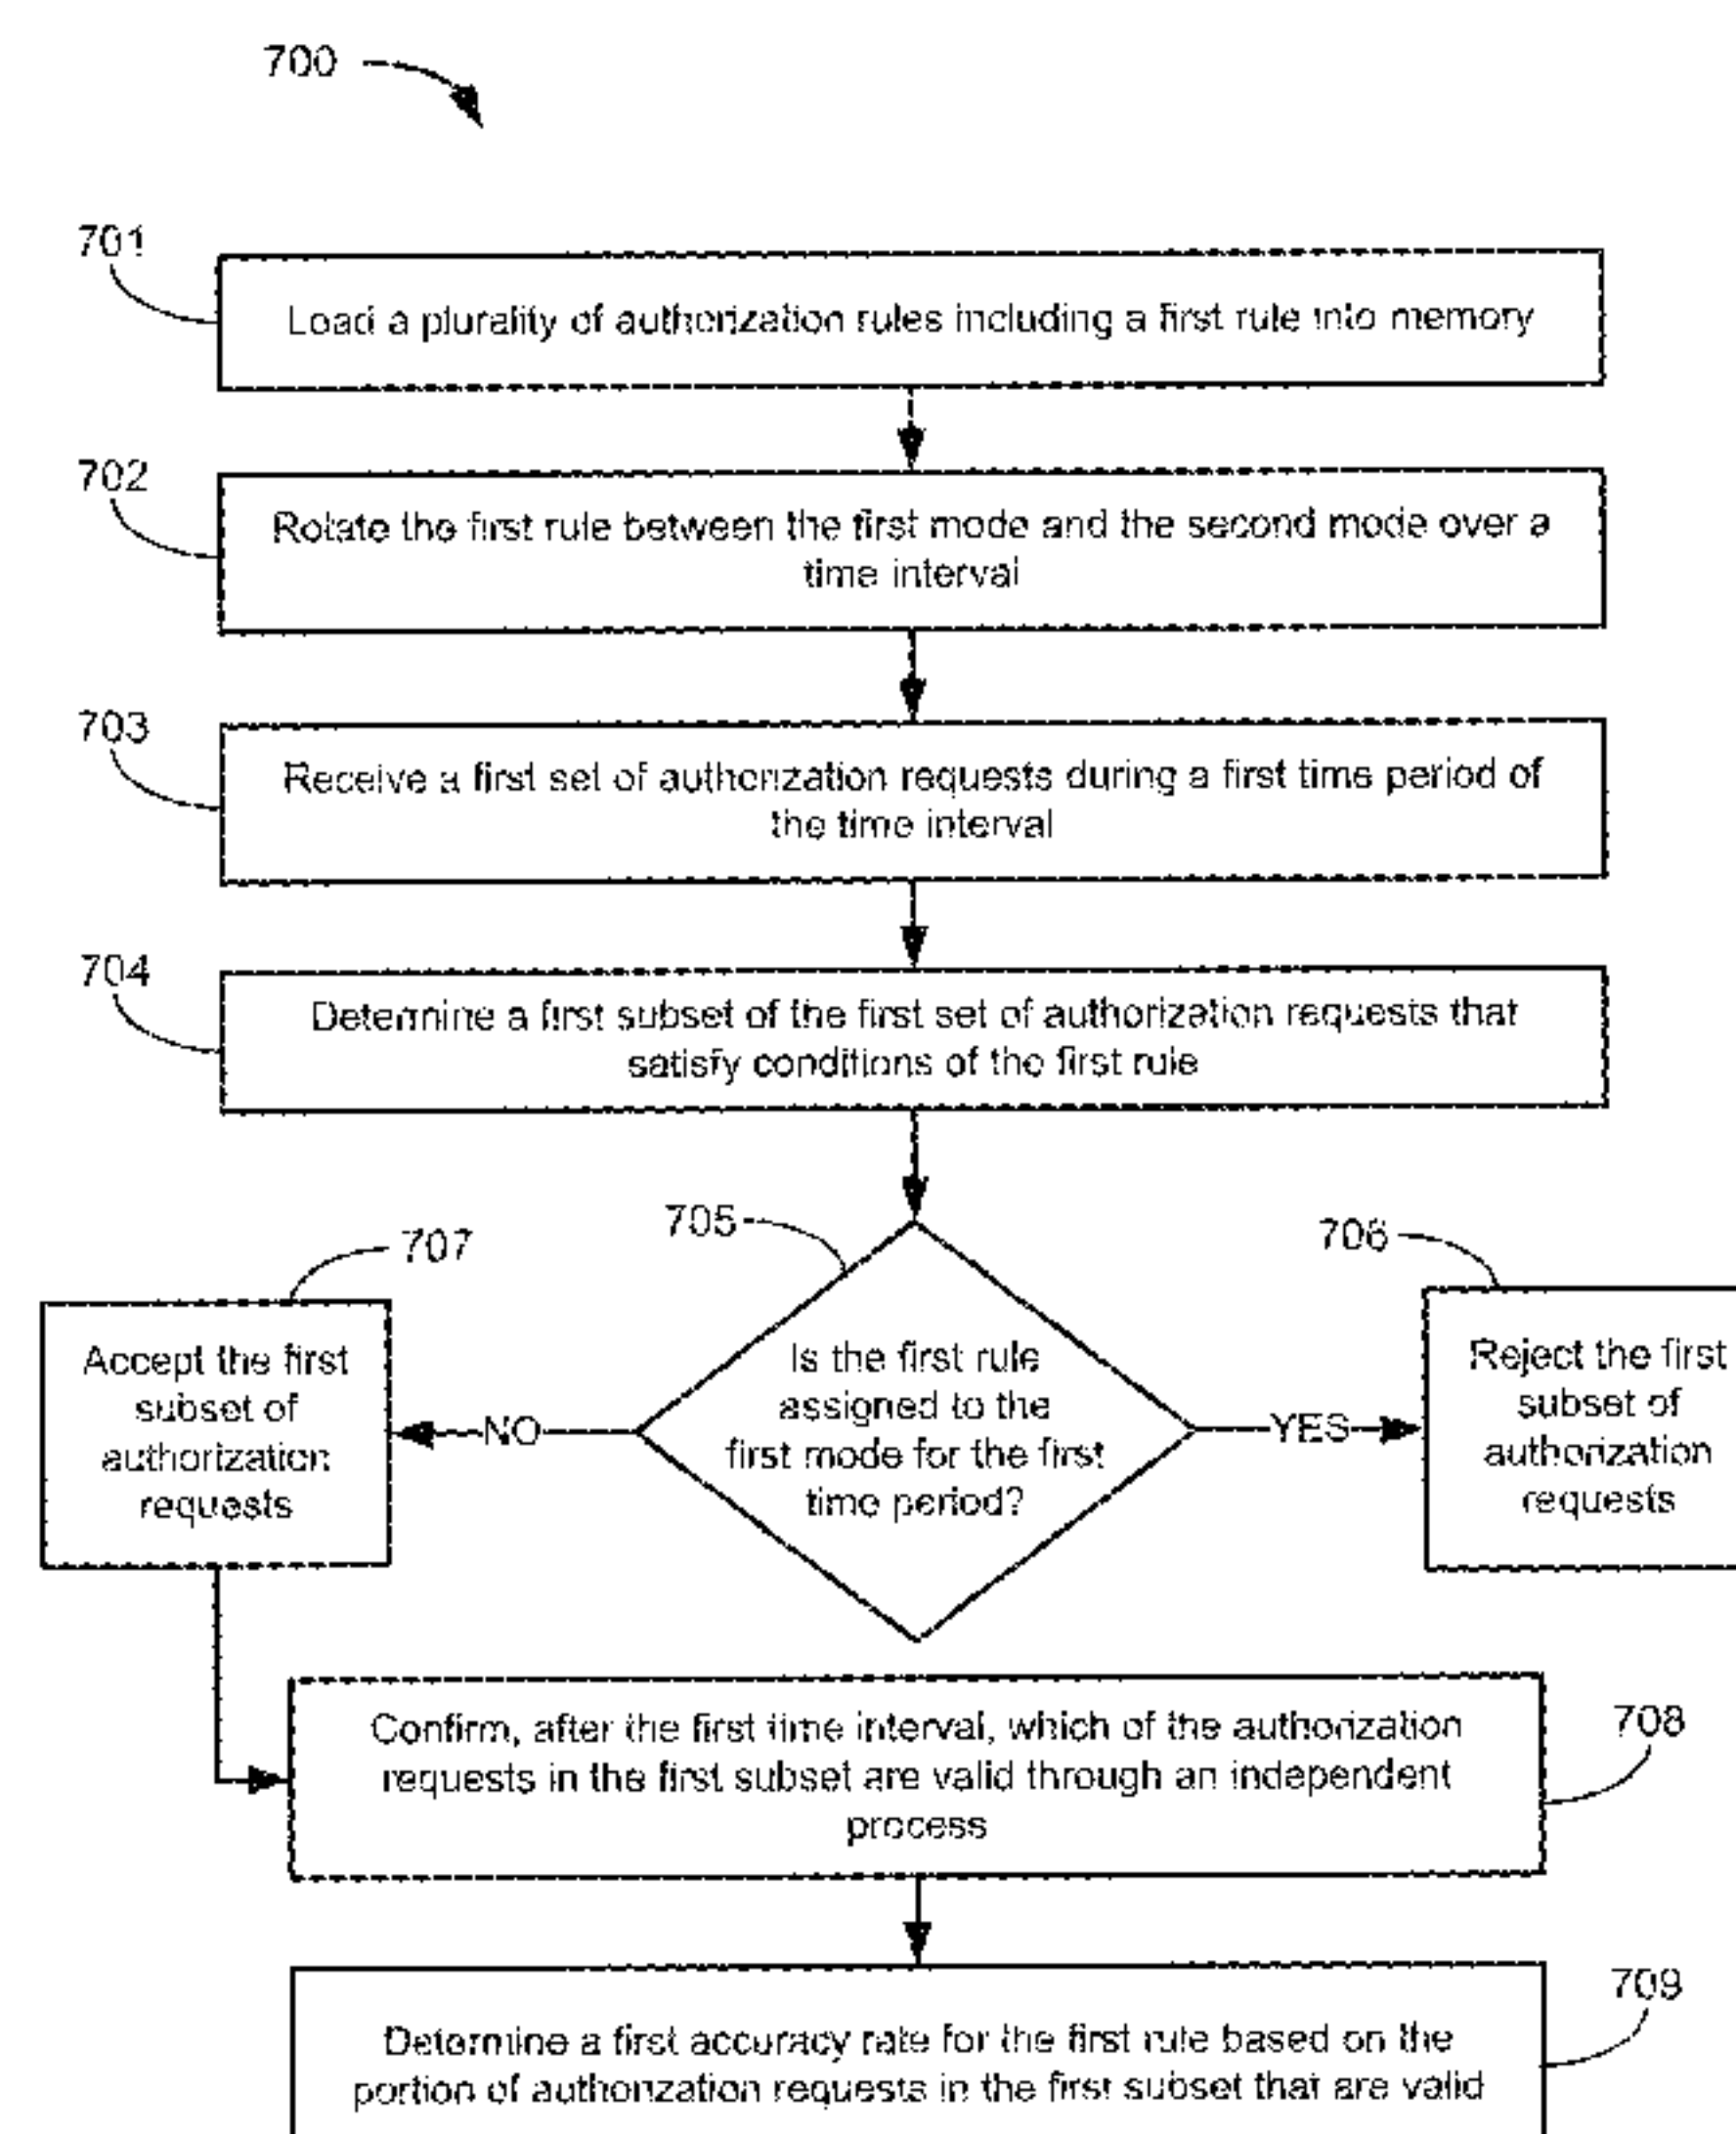 700
701
Load a plurality of authorization rules including a first rule into memory
702
Rotate the first rule between the first mode and the second mode over a
time interval
703
Receive a first set of authorization requests during a first time period of
the time interval
704
Determine a first subset of the first set of authorization requests that
satisfy conditions of the first rule
705
Is the first rule
assigned to the
first mode for the first
time period?
NO
YES
707
Accept the first
subset of
authorization
requests
706
Reject the first
subset of
authorization
requests
708
Confirm, after the first time interval, which of the authorization
requests in the first subset are valid through an independent
process
709
Determine a first accuracy rate for the first rule based on the
portion of authorization requests in the first subset that are valid